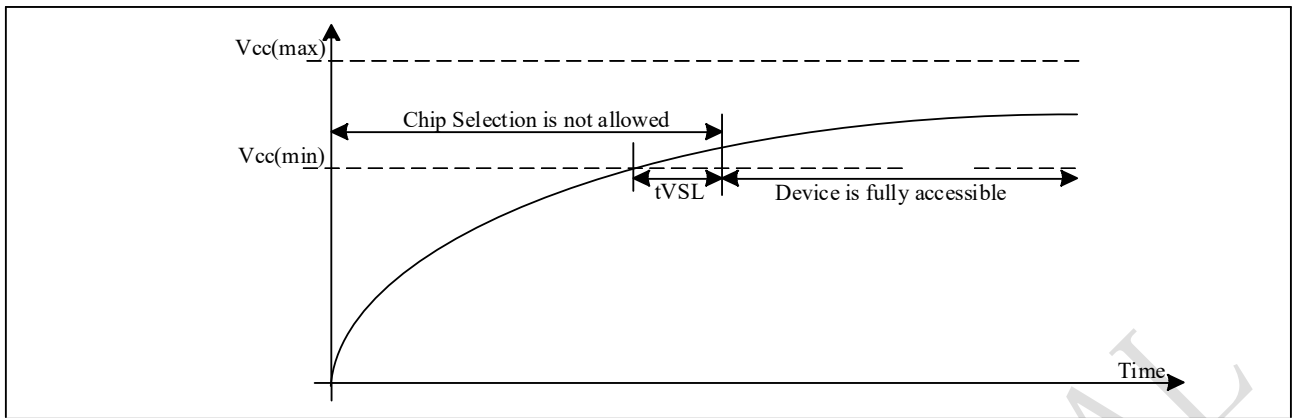 Vcc(max)
Chip Selection is not allowed
Vcc(min)
tVSL
Device is fully accessible
Time